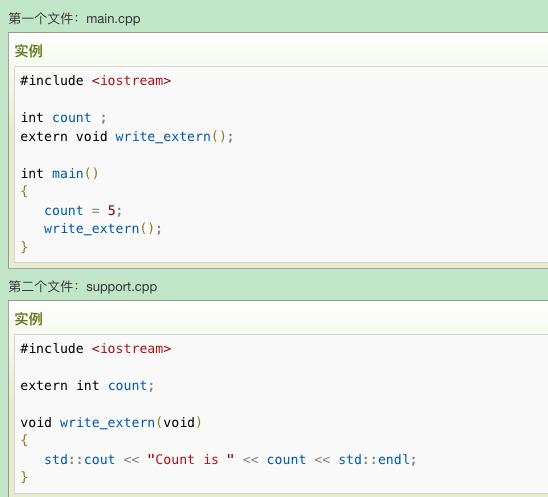 第一个文件：main.cpp
实例
#include <iostream>
int count ;
extern void write_extern();
int main()
{
count = 5;
write_extern();
}
第二个文件：support.cpp
实例
#include <iostream>
extern int count;
void write_extern(void)
{
std::cout << "Count is " << count << std::endl;
}